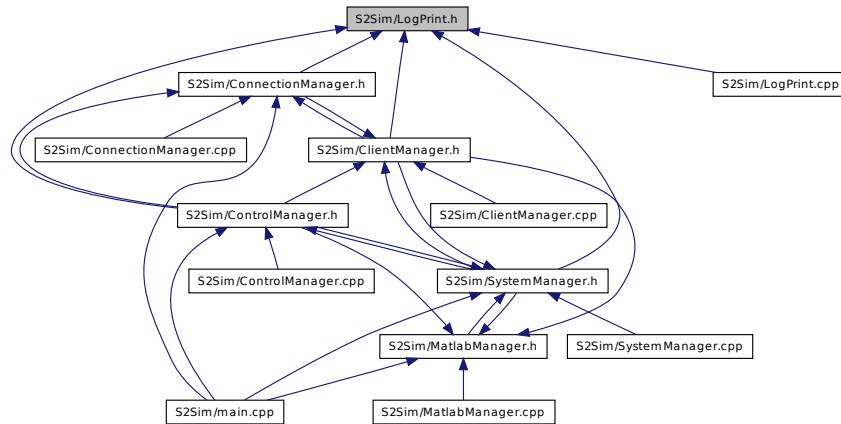 S2Sim/LogPrint.h
S2Sim/ConnectionManager.h
S2Sim/LogPrint.cpp
S2Sim/ConnectionManager.cpp
S2Sim/ClientManager.h
S2Sim/ControlManager.h
S2Sim/ClientManager.cpp
S2Sim/ControlManager.cpp
S2Sim/SystemManager.h
S2Sim/MatlabManager.h
S2Sim/SystemManager.cpp
S2Sim/main.cpp
S2Sim/MatlabManager.cpp